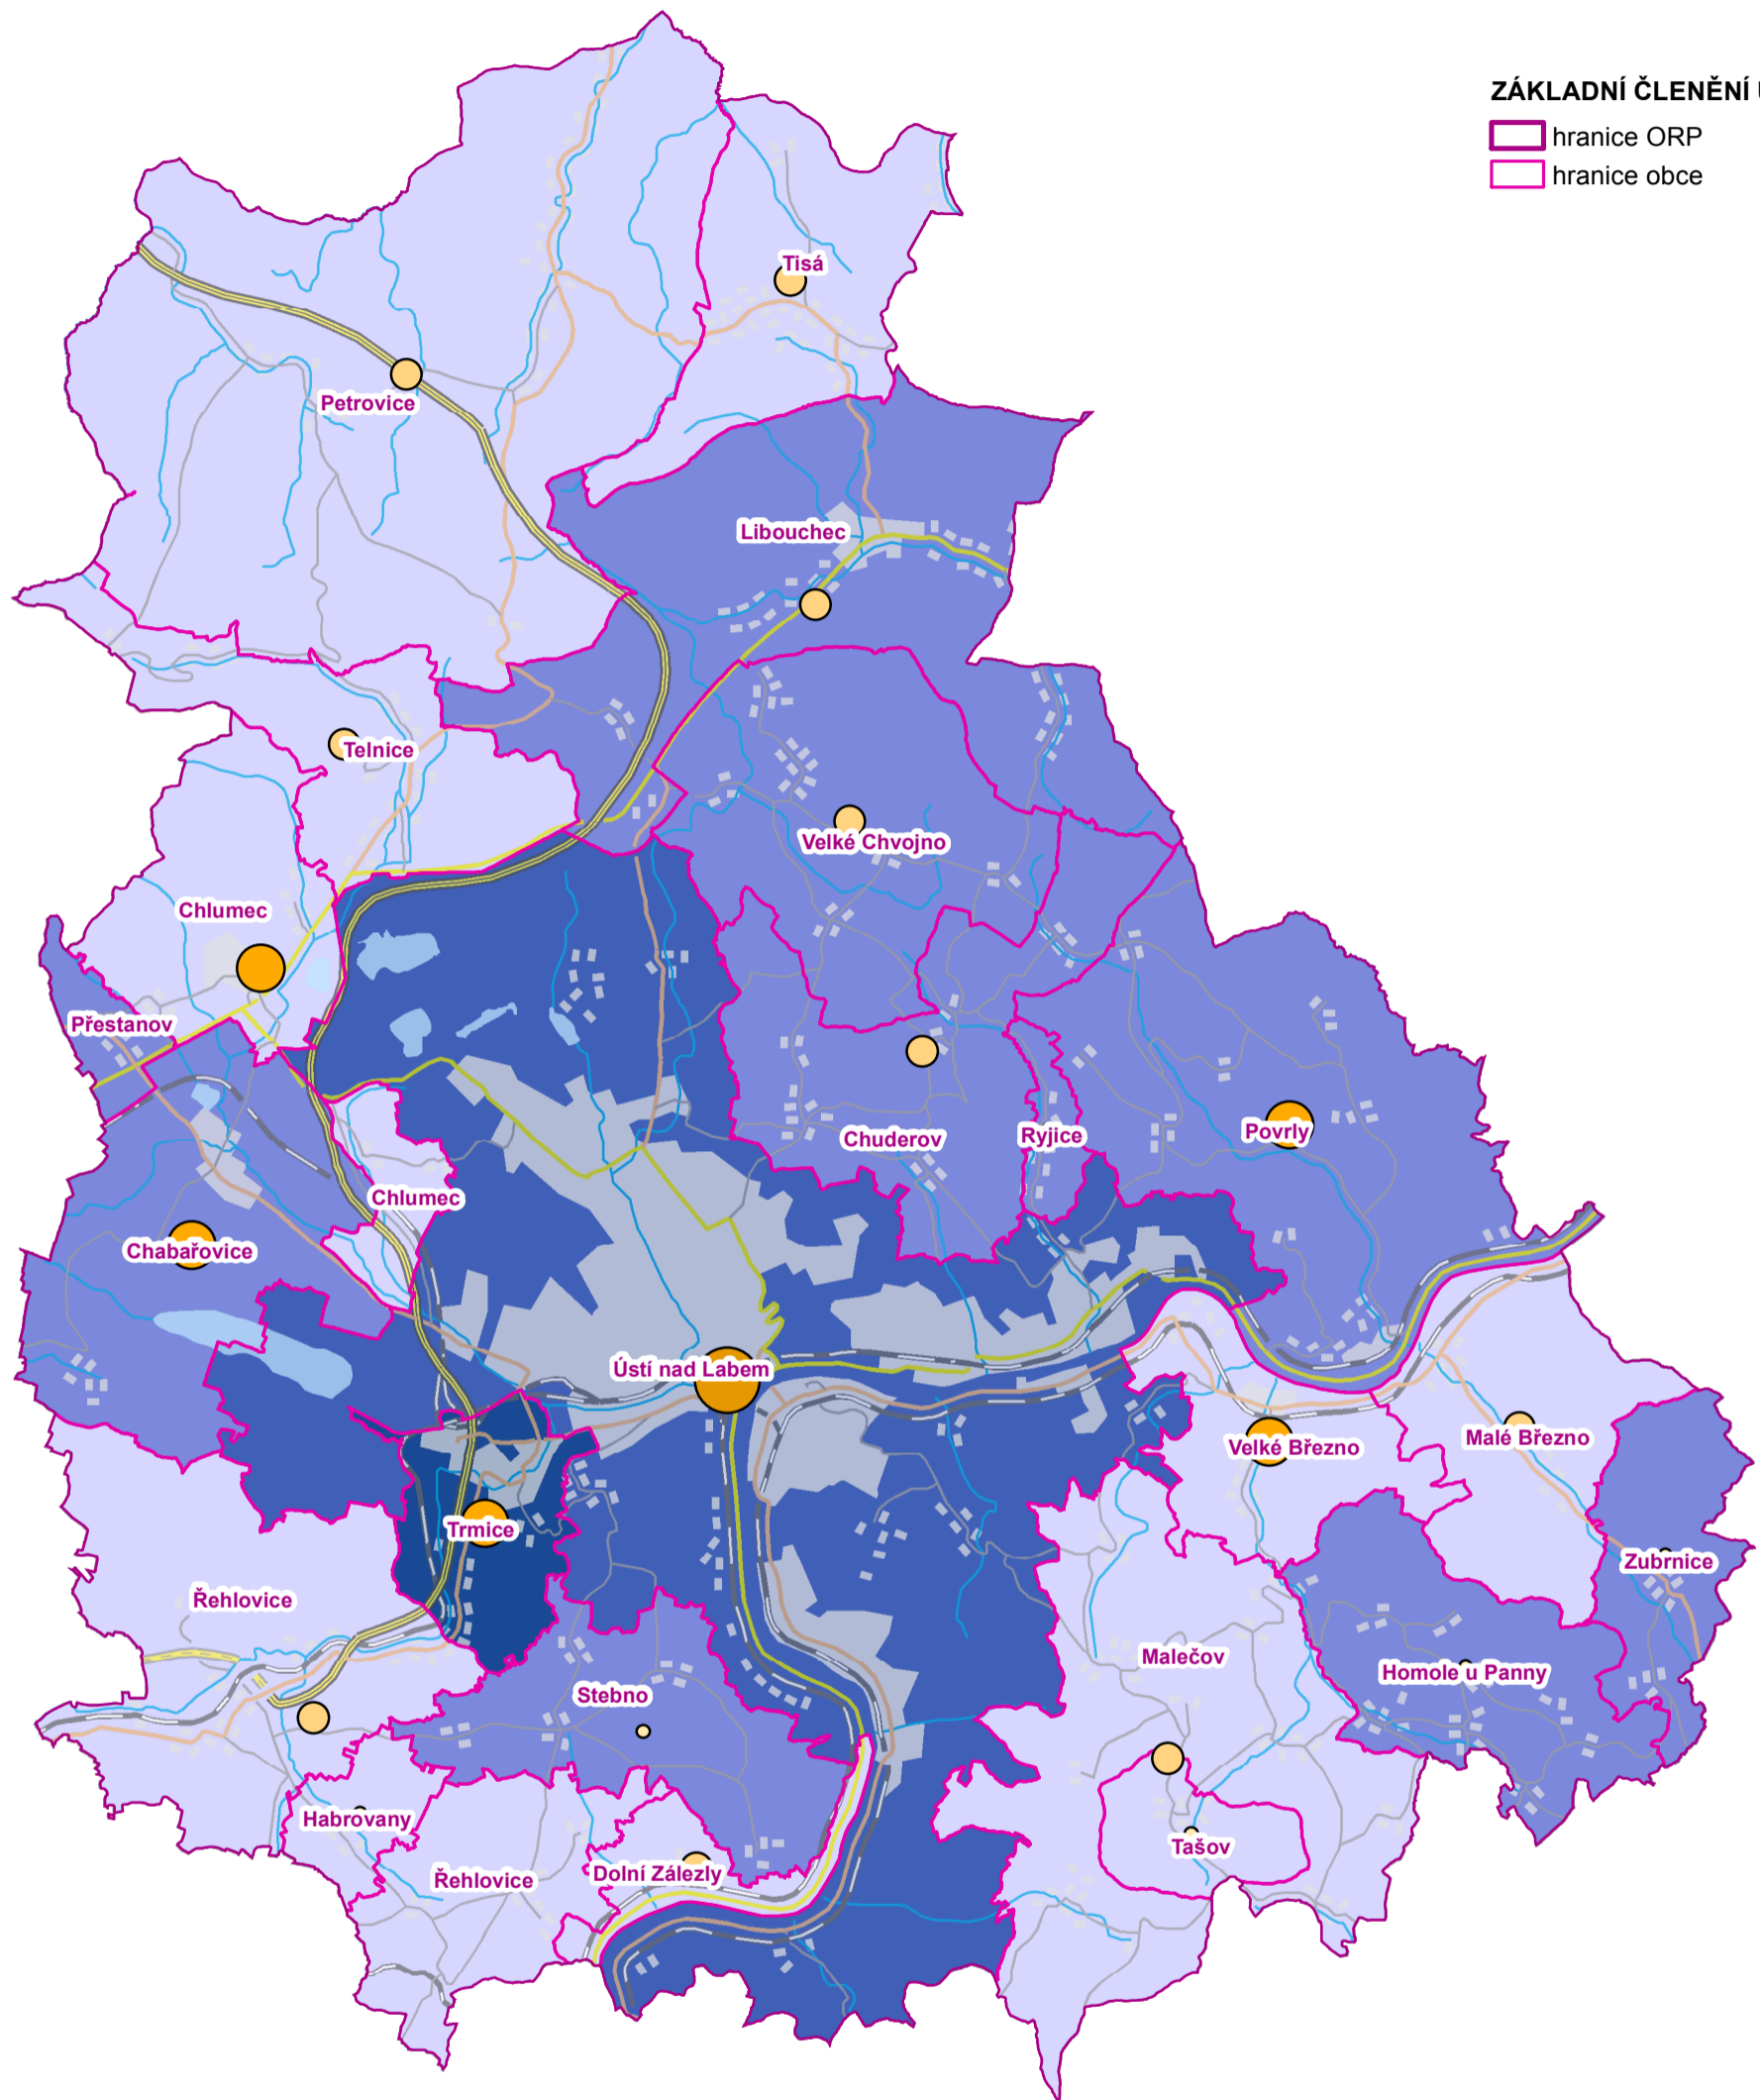 ZÁKLADNÍ ČLENĚNÍ
hranice ORP
hranice obce
Tisá
Petrovice
Libouchec
Telnice
Velké Chvojno
Chlumec
Přestanov
Povrly
Ryjice
Chuderov
Chlumec
Chabařovice
Ústí nad Labem
Malé Březno
Velké Březno
Trmice
Zubrnice
Řehlovice
Malečov
Homole u Panny
Stebno
Habrovany
Tašov
Dolní Zálezly
Řehlovice